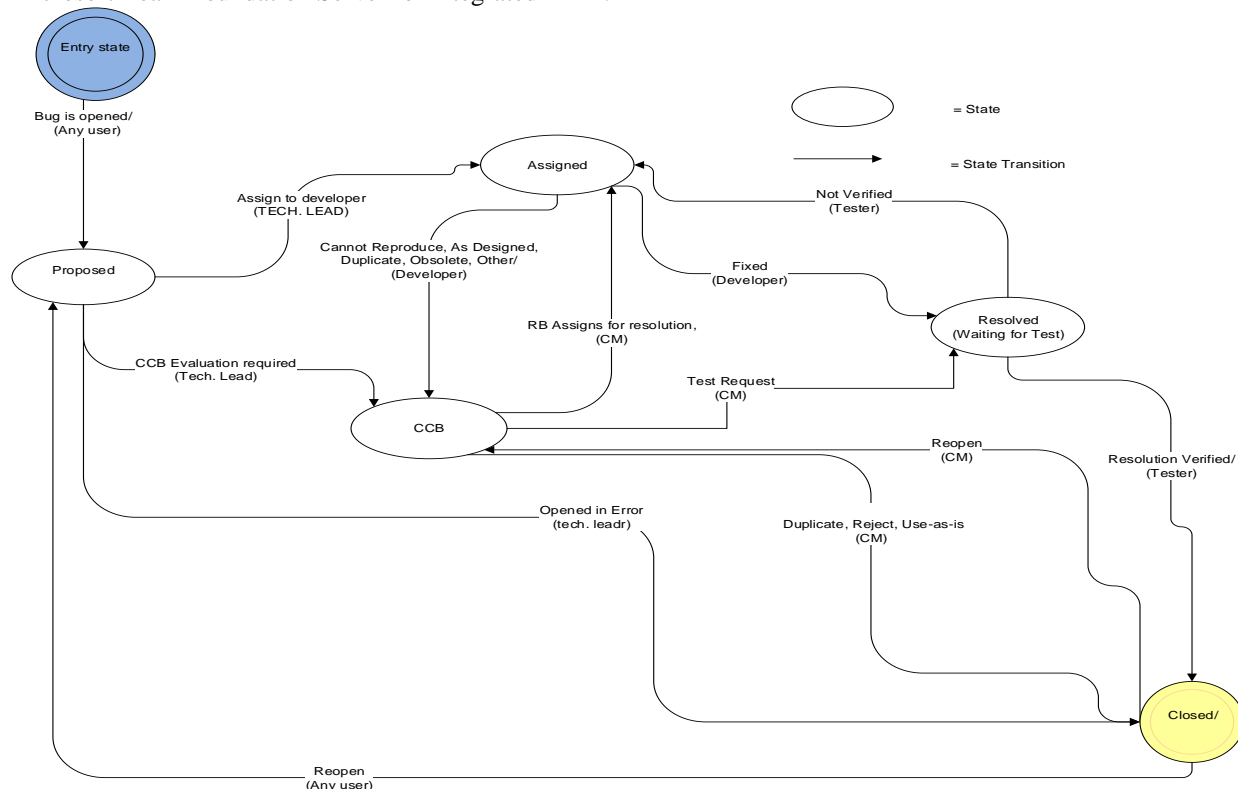 Entry state
Bug is opened/
(Any user)
= State
Assigned
= State Transition
Assign to developer
(TECH. LEAD)
Not Verified
(Tester)
Cannot Reproduce, As Designed,
Duplicate, Obsolete, Other/
(Developer)
Proposed
Fixed
(Developer)
Resolved
(Waiting for Test)
RB Assigns for resolution,
(CM)
CCB Evaluation required
(Tech. Lead)
Test Request
(CM)
CCB
Reopen
(CM)
Resolution Verified/
(Tester)
Opened in Error
(tech. leadr)
Duplicate, Reject, Use-as-is
(CM)
Closed/
Reopen
(Any user)